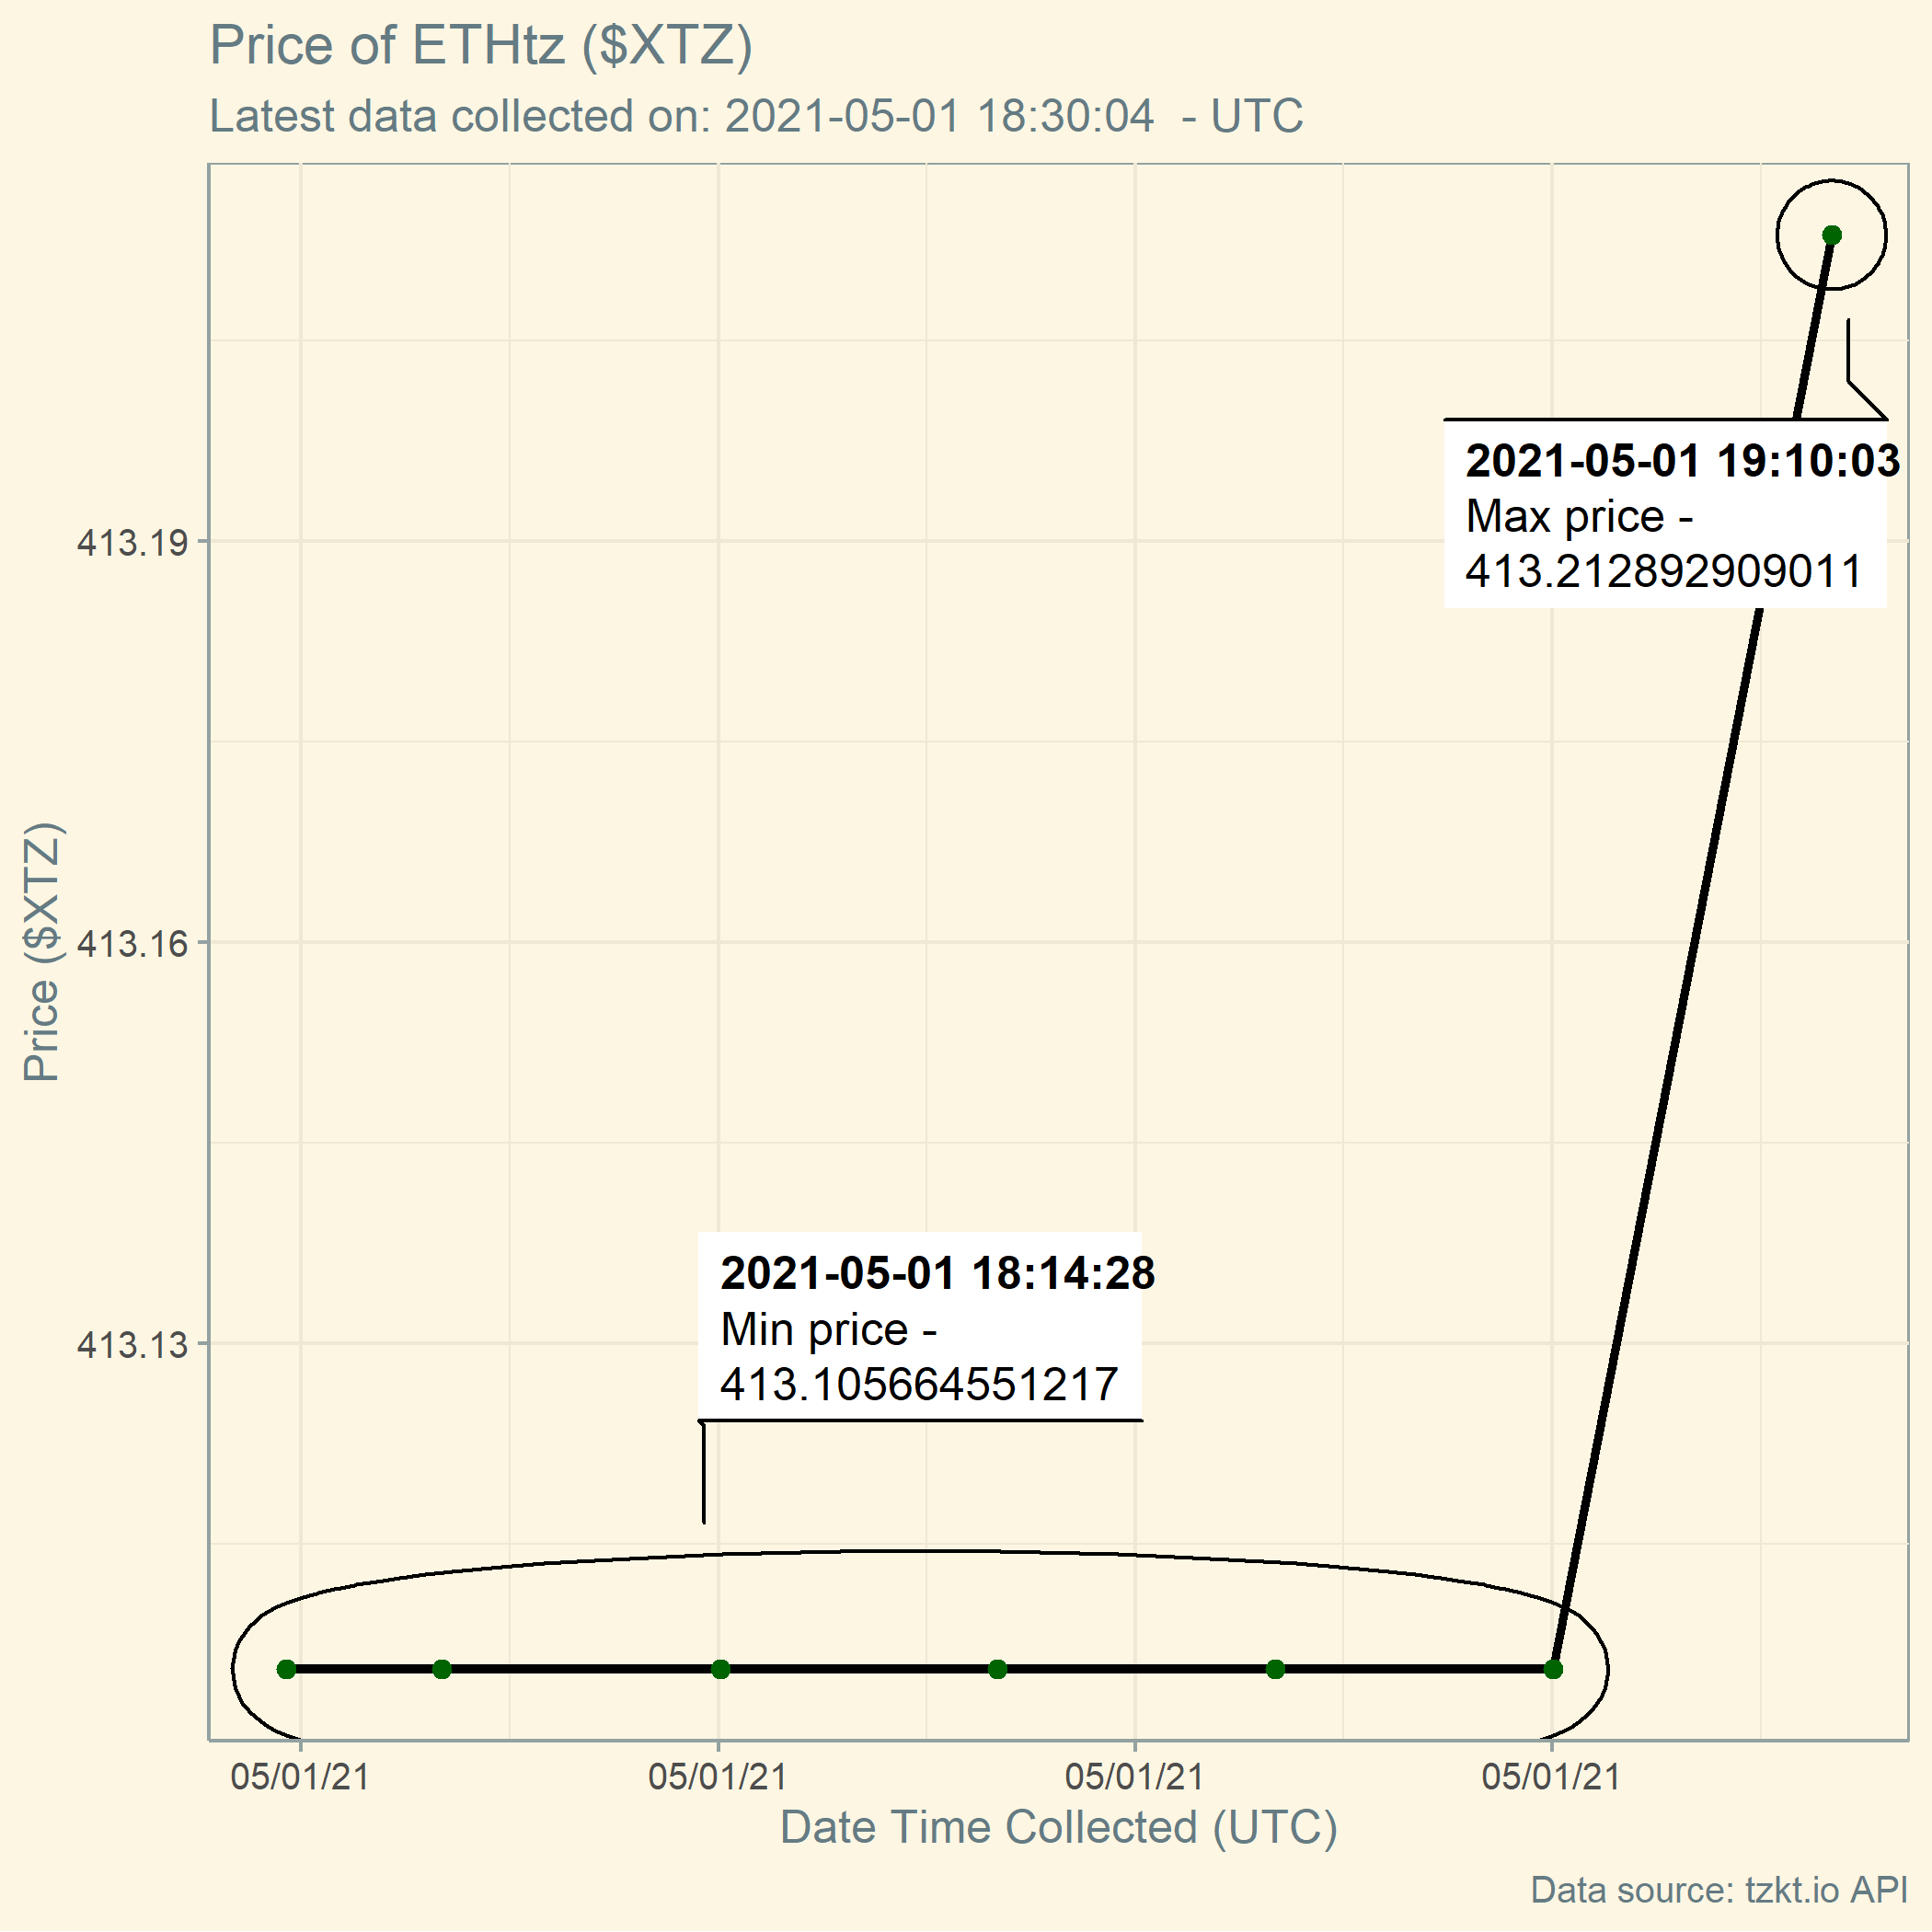 Price of ETHtz ($XTZ)
Latest data collected on: 2021-05-01 18:30:04  - UTC
2021-05-01 19:10:03
Max price -
413.212892909011
413.19
413.16
Price ($XTZ)
2021-05-01 18:14:28
Min price -
413.105664551217
413.13
05/01/21
05/01/21
05/01/21
05/01/21
Date Time Collected (UTC)
Data source: tzkt.io API